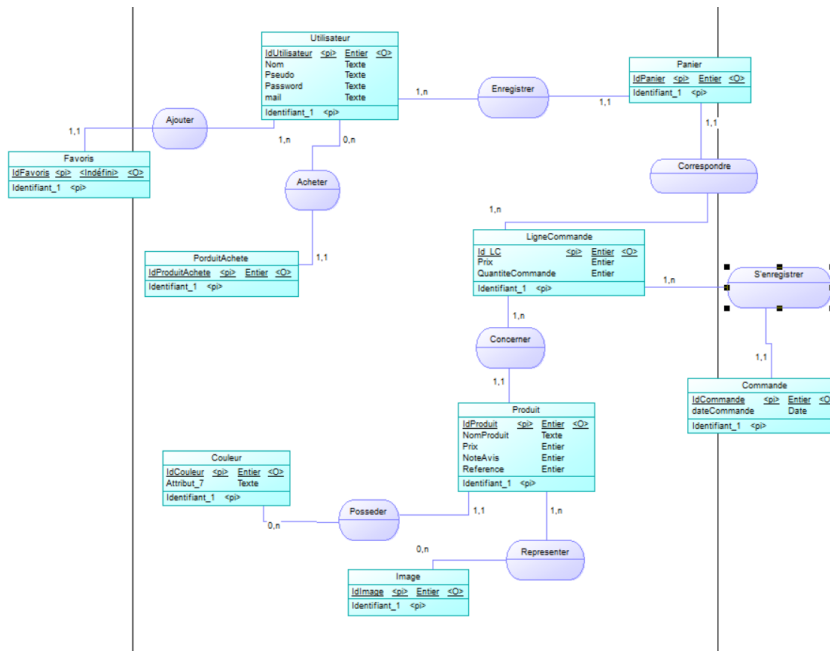 Utilisateur
IdUtilisateur <pi> Entier <O>
Nom Texte
Pseudo Texte
Password Texte
mail Texte
Identifiant_1 <pi>
Panier
IdPanier <pi> Entier <O>
Identifiant_1 <pi>
Enregistrer
1,n
1,1
Ajouter
1,1
1,n
0,n
1,1
Favoris
IdFavoris <pi> <Indéfini> <O>
Identifiant_1 <pi>
Acheter
Correspondre
1,1
PorduitAchete
IdProduitAchete <pi> Entier <O>
Identifiant_1 <pi>
1,n
LigneCommande
Id_LC <pi> Entier <O>
Prix Entier
QuantiteCommande Entier
Identifiant_1 <pi>
1,n
S'enregistrer
1,n
Concerner
1,1
1,1
Commande
IdCommande <pi> Entier <O>
dateCommande Date
Identifiant_1 <pi>
Produit
IdProduit <pi> Entier <O>
NomProduit Texte
Prix Entier
NoteAvis Entier
Reference Entier
Identifiant_1 <pi>
Couleur
IdCouleur <pi> Entier <O>
Attribut_7 Texte
Identifiant_1 <pi>
Posseder
0,n
1,1
1,n
Representer
0,n
Image
IdImage <pi> Entier <O>
Identifiant_1 <pi>